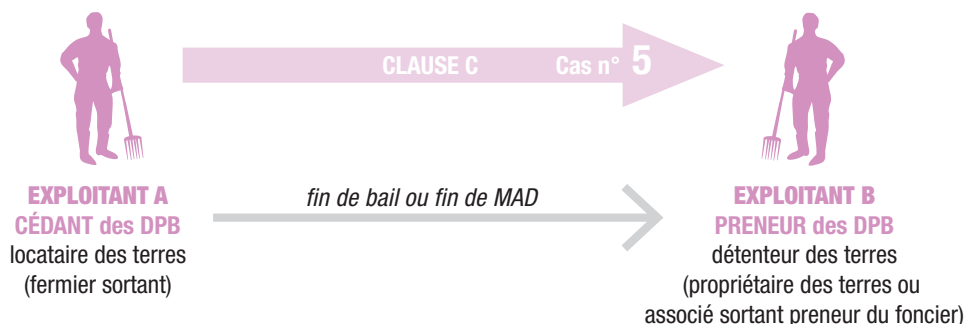 CLAUSE C Cas n° 5
EXPLOITANT A
CÉDANT des DPB
locataire des terres
(fermier sortant)
fin de bail ou fin de MAD
EXPLOITANT B
PRENEUR des DPB
détenteur des terres
(propriétaire des terres ou
associé sortant preneur du foncier)